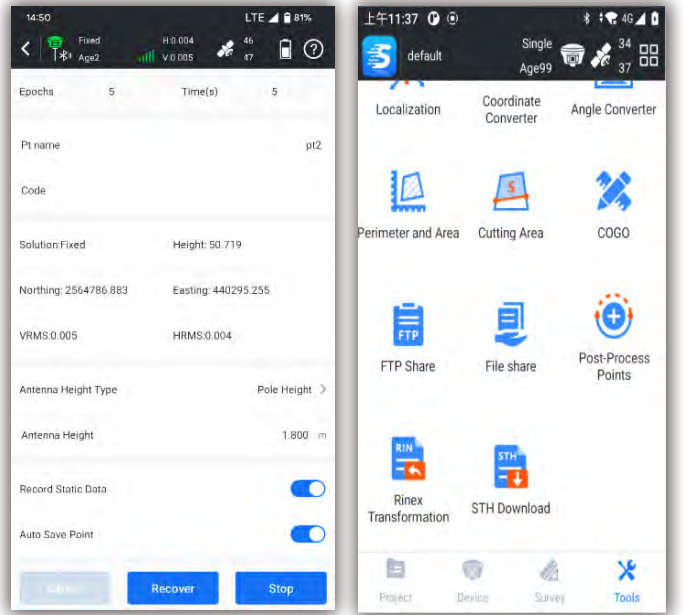 14:50
LTE 81%
Fixed
H:0.004
46
Age2
V:0.005
47
Epochs 5 Time(s) 5
Pt name pt2
Code
Solution:Fixed Height: 50.719
Northing: 2564786.883 Easting: 440295.255
VRMS:0.005 HRMS:0.004
Antenna Height Type Pole Height >
Antenna Height 1.800 m
Record Static Data
Auto Save Point
Recover Stop
上午11:37 4G
default
Single
Age99
34
37
Localization
Coordinate
Converter
Angle Converter
Perimeter and Area
S
Cutting Area
COGO
FTP
FTP Share
File share
Post-Process
Points
RIN
Rinex
Transformation
STH
STH Download
Project Device Survey Tools